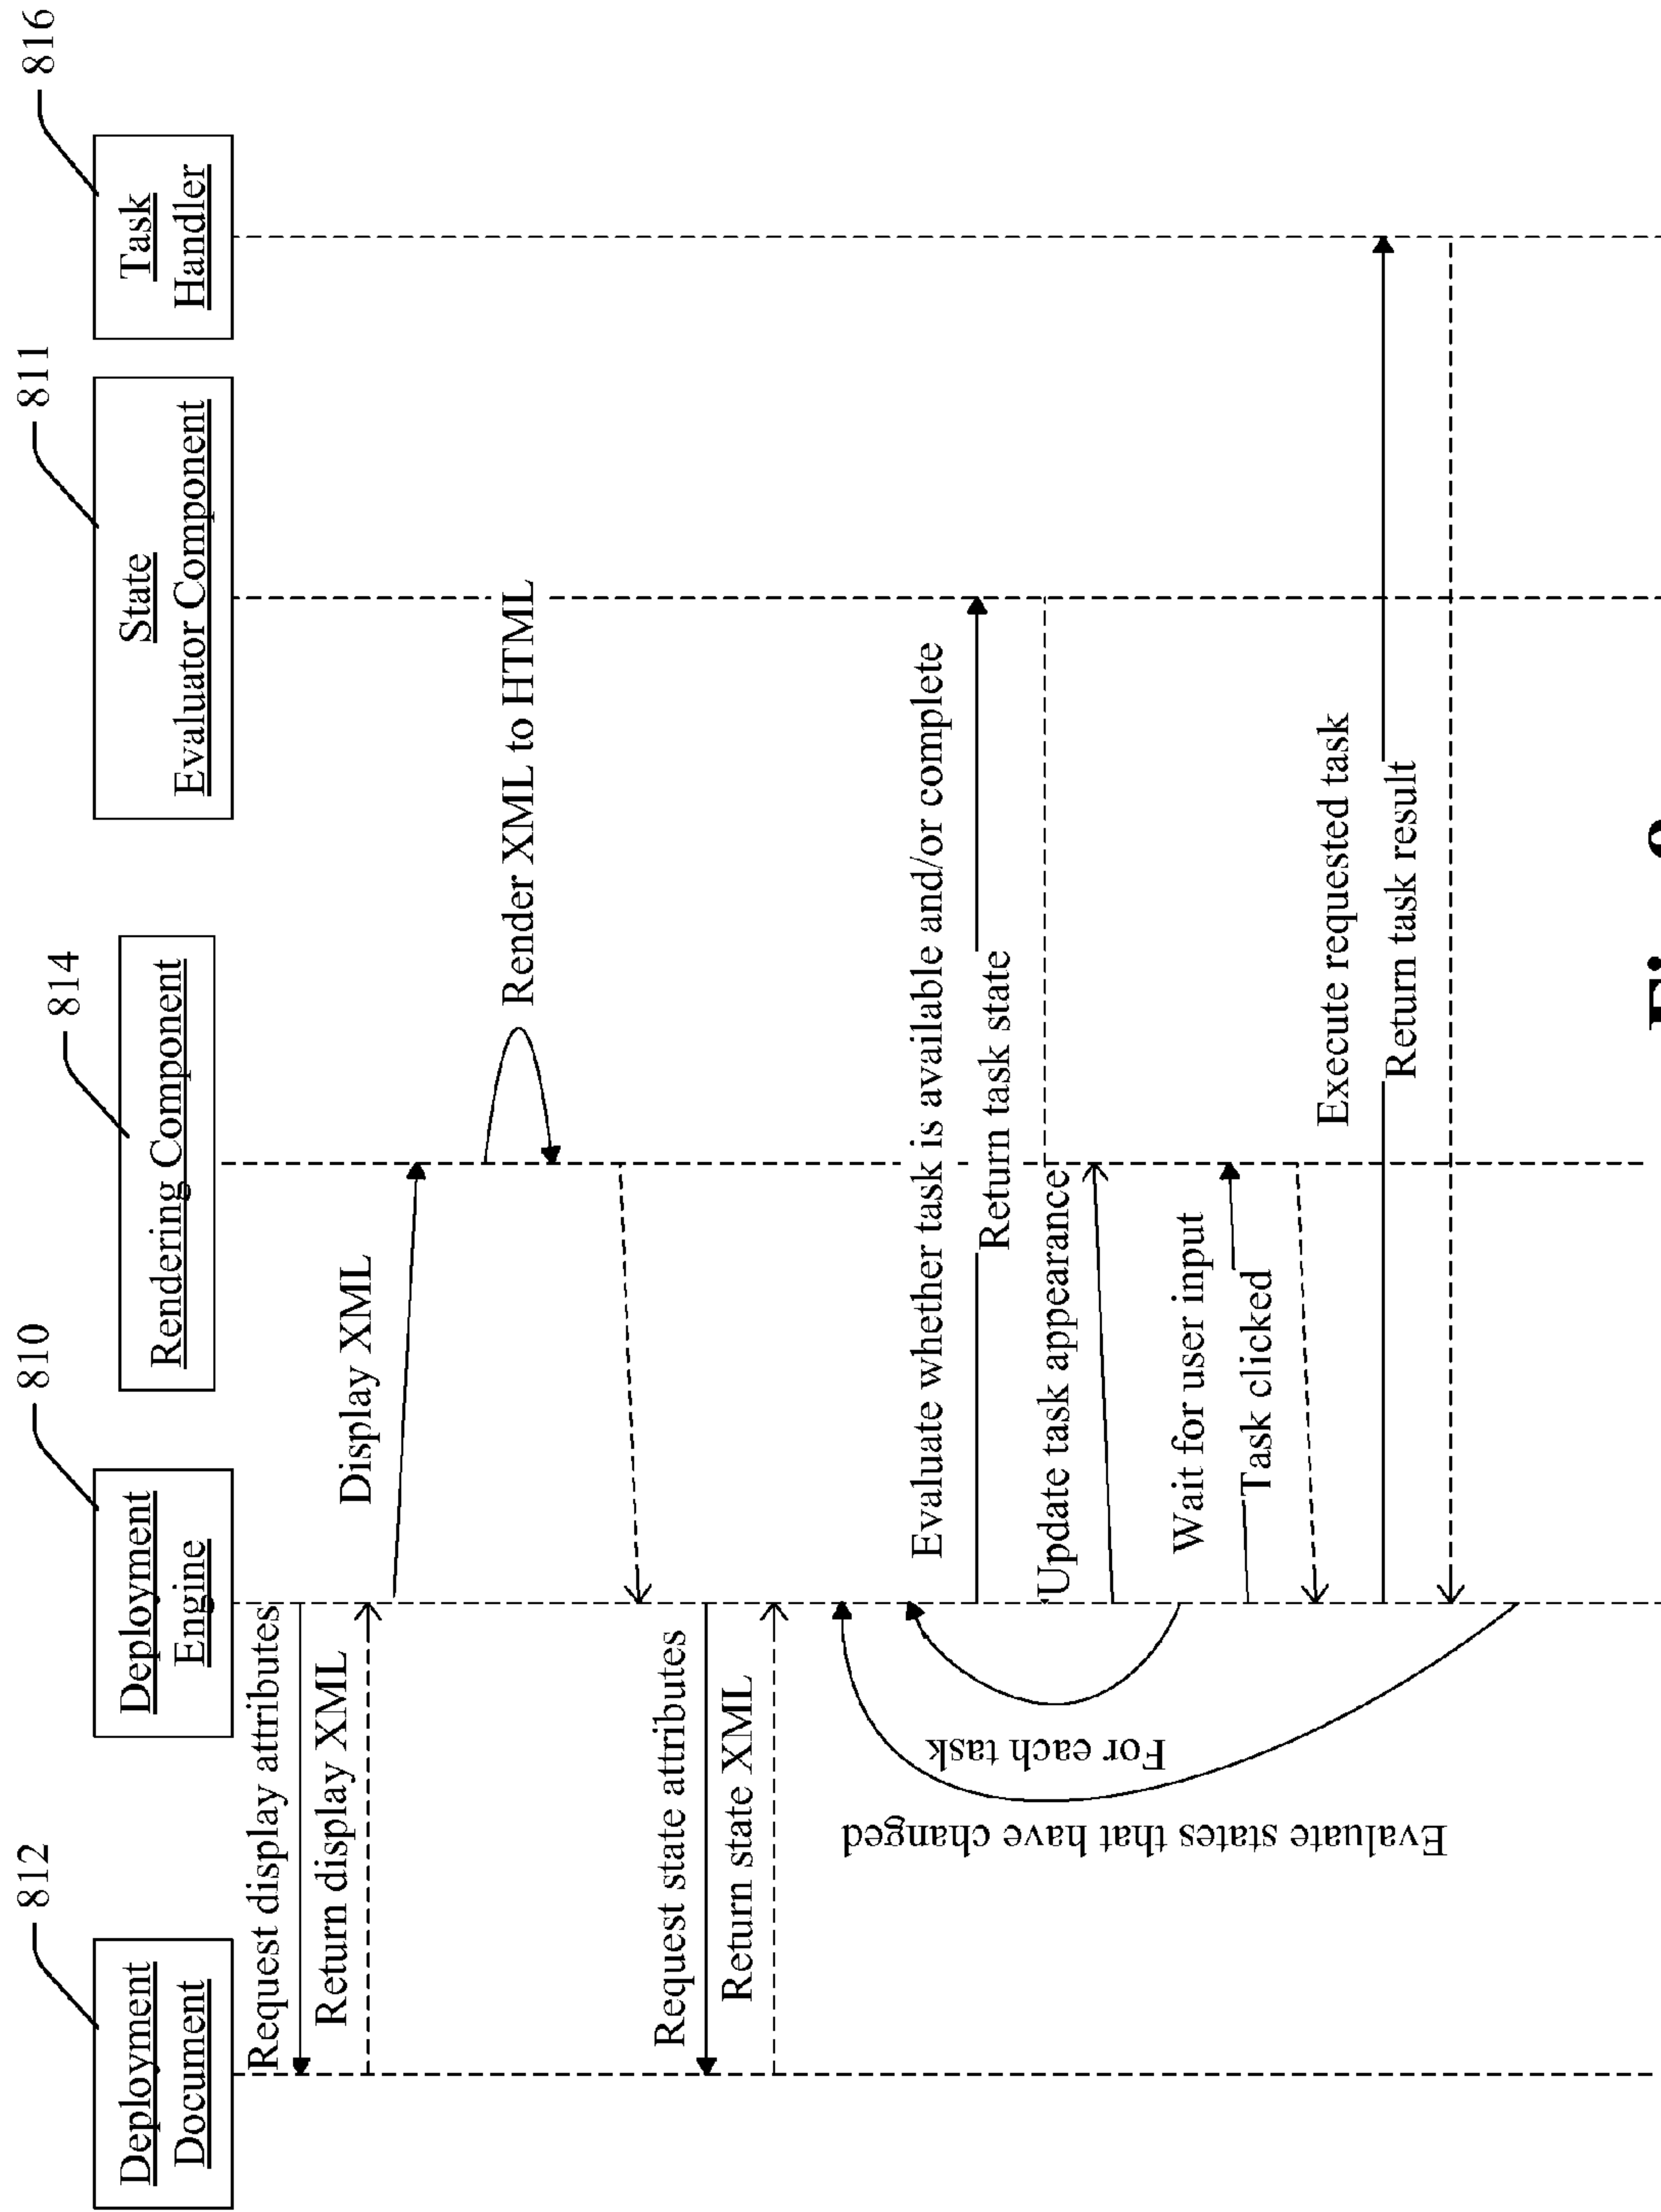 812
810
814
811
816
Deployment
Document
Deployment
Engine
Rendering Component
State
Evaluator Component
Task
Handler
Request display attributes
Return display XML
Display XML
Render XML to HTML
Request state attributes
Return state XML
Evaluate whether task is available and/or complete
Return task state
Update task appearance
For each task
Evaluate states that have changed
Wait for user input
Task clicked
Execute requested task
Return task result